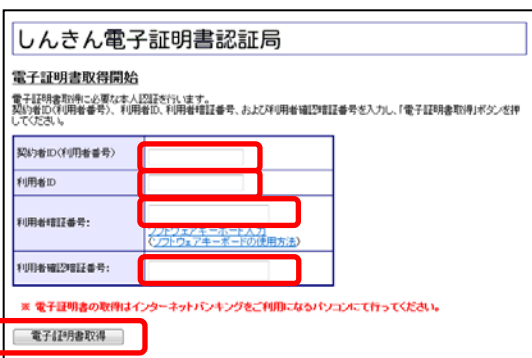 しんきん電子証明書認証局
電子証明書取得開始
電子証明書取得に必要な本人認証を行います。
契約者ID(利用者番号)、利用者ID、利用者暗証番号、および利用者確認暗証番号を入力し、「電子証明書取得」ボタンを押
してください。
契約者ID(利用者番号)
利用者ID
利用者暗証番号:
ソフトウェアキーボード入力
(ソフトウェアキーボードの使用方法)
利用者確認暗証番号:
※ 電子証明書の取得はインターネットバンキングをご利用になるパソコンにて行ってください。
電子証明書取得